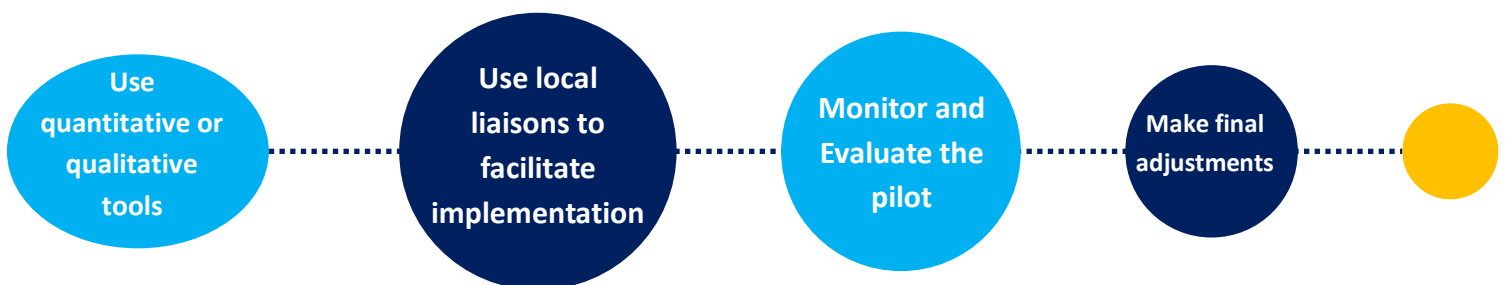 Use
quantitative or
qualitative
tools
Use local
liaisons to
facilitate
implementation
Monitor and
Evaluate the
pilot
Make final
adjustments